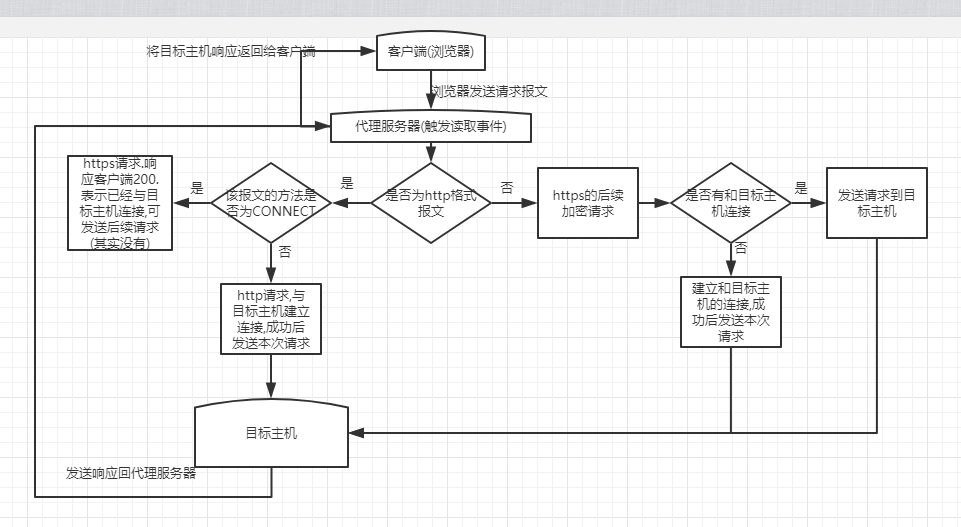 将目标主机响应返回给客户端
客户端(浏览器)
浏览器发送请求报文
代理服务器(触发读取事件)
https请求.响
应客户端200.
表示已经与目
标主机连接,可
发送后续请求
(其实没有)
是
该报文的方法是
否为CONNECT
是
是否为http格式
报文
否
https的后续
加密请求
是否有和目标主
机连接
是
发送请求到目
标主机
否
否
http请求,与
目标主机建立
连接,成功后
发送本次请求
建立和目标主
机的连接,成
功后发送本次
请求
目标主机
发送响应回代理服务器